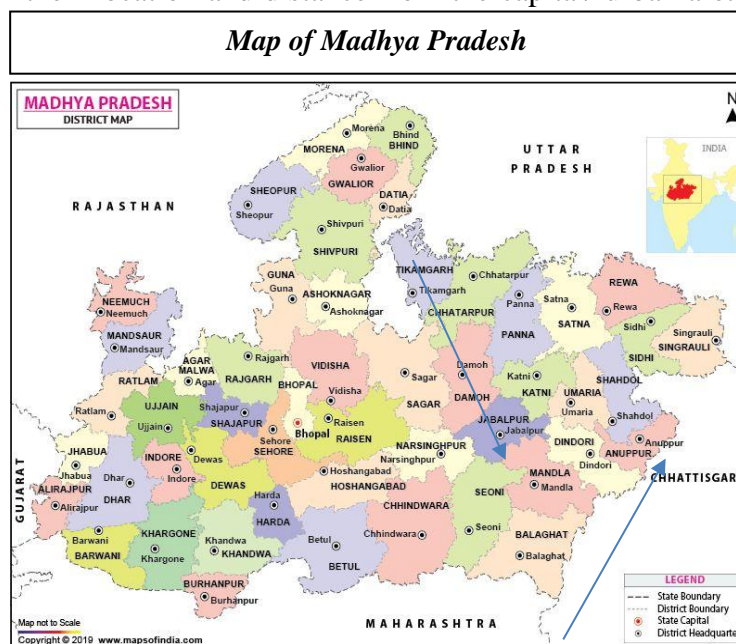 Map of Madhya Pradesh
MADHYA PRADESH
DISTRICT MAP
N
INDIA
UTTAR
PRADESH
RAJASTHAN
GUJARAT
CHHATTISGAR
MAHARASHTRA
Morena
MORENA
Bhind
BHIND
Gwalior
GWALIOR
SHEOPUR
Sheopur
DATIA
Datia
Shivpuri
SHIVPURI
TIKAMGARH
Tikamgarh
Chhatarpur
CHHATARPUR
Panna
PANNA
Satna
SATNA
REWA
Rewa
Sidhi
SIDHI
Singrauli
SINGRAULI
GUNA
Guna
ASHOKNAGAR
Ashoknagar
NEEMUCH
Neemuch
MANDSAUR
Mandsaur
RATLAM
Ratlam
AGAR
MALWA
Agar
Rajgarh
RAJGARH
VIDISHA
Vidisha
BHOPAL
Bhopal
Sagar
SAGAR
Damoh
DAMOH
Katni
KATNI
UMARIA
Umaria
SHAHDOL
Shahdol
UJJAIN
Ujjain
Shajapur
SHAJAPUR
Sehore
SEHORE
Raisen
RAISEN
JABALPUR
Jabalpur
NARSINGHPUR
Narsinghpur
DINDORI
Dindori
Anuppur
ANUPPUR
JHABUA
Jhabua
Dhar
DHAR
INDORE
Indore
Dewas
DEWAS
Hoshangabad
HOSHANGABAD
MANDLA
Mandla
ALIRAJPUR
Alirajpur
Harda
HARDA
CHHINDWARA
Chhindwara
SEONI
Seoni
BALAGHAT
Balaghat
Barwani
BARWANI
KHARGONE
Khargone
Khandwa
KHANDWA
Betul
BETUL
BURHANPUR
Burhanpur
LEGEND
State Boundary
District Boundary
State Capital
District Headquarte
Map not to Scale
Copyright © 2019 www.mapsofindia.com